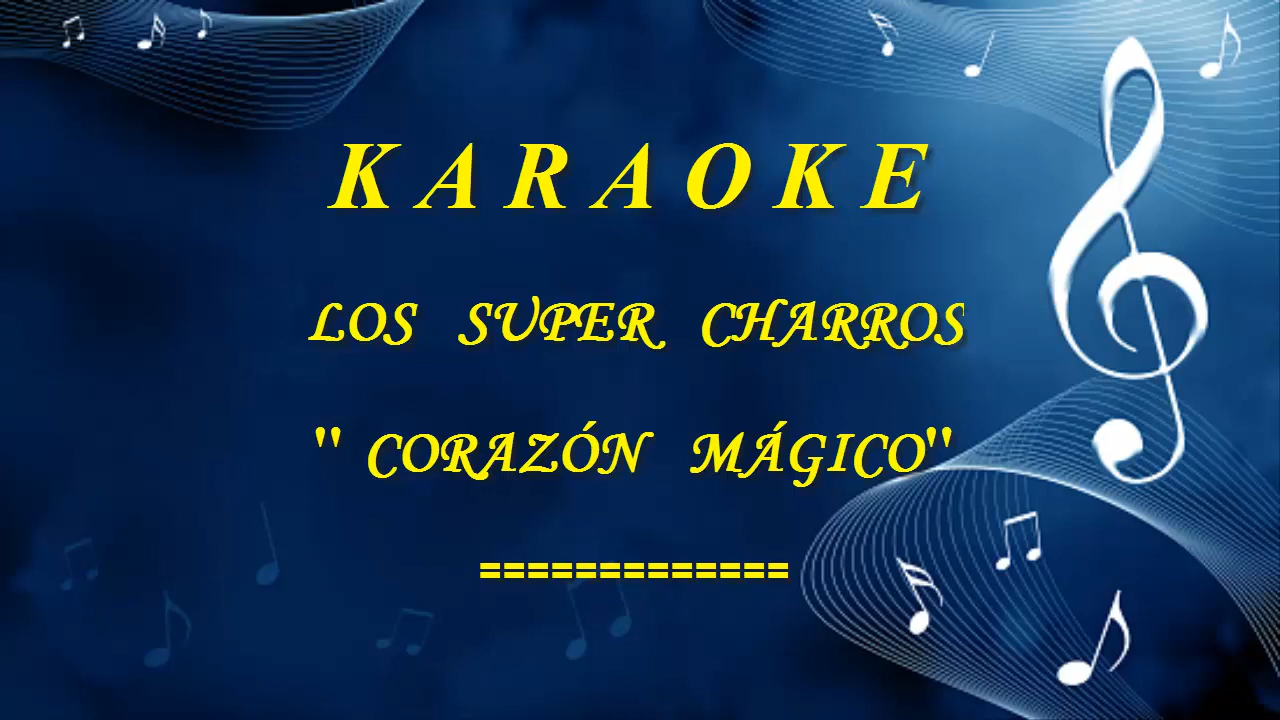 K A R A O K E
LOS SUPER CHARROS
" CORAZÓN MÁGICO"
=============